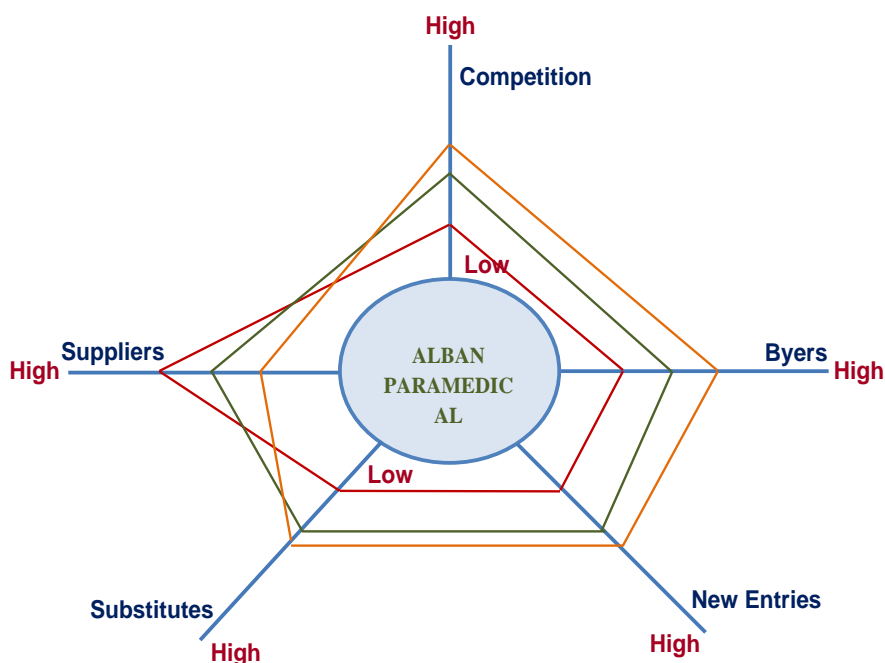 High
Competition
Low
Suppliers
High
ALBAN
PARAMEDIC
AL
Byers
High
Low
Substitutes
High
New Entries
High